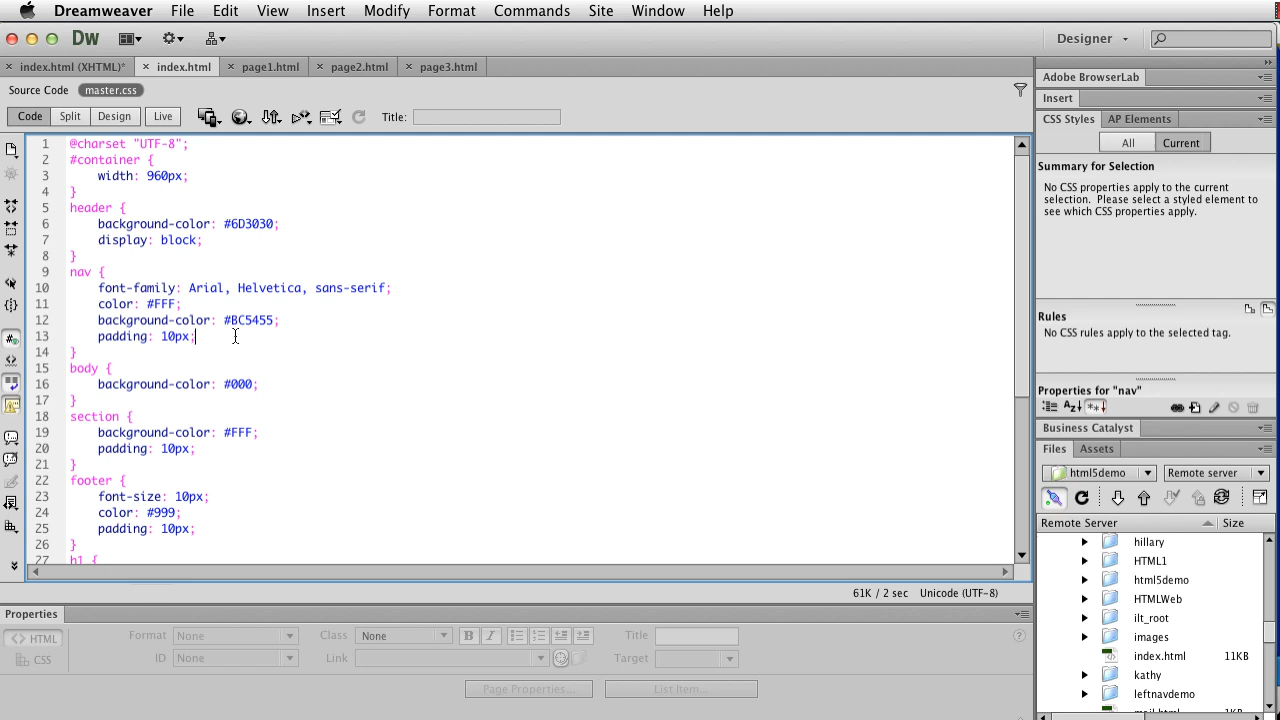 Dreamweaver File Edit View Insert Modify Format Commands Site Window Help
Dw Designer
index.html (XHTML)* index.html page1.html page2.html page3.html
Source Code master.css
Code Split Design Live Title:
1 @charset "UTF-8";
2 #container {
3 width: 960px;
4 }
5 header {
6 background-color: #6D3030;
7 display: block;
8 }
9 nav {
10 font-family: Arial, Helvetica, sans-serif;
11 color: #FFF;
12 background-color: #BC5455;
13 padding: 10px;
14 }
15 body {
16 background-color: #000;
17 }
18 section {
19 background-color: #FFF;
20 padding: 10px;
21 }
22 footer {
23 font-size: 10px;
24 color: #999;
25 padding: 10px;
26 }
27 h1 {
61K / 2 sec Unicode (UTF-8)
Properties
HTML Format None Class None B I Title
CSS ID None Link Target
Page Properties... List Item...
Adobe BrowserLab
Insert
CSS Styles AP Elements
All Current
Summary for Selection
No CSS properties apply to the current
selection. Please select a styled element to
see which CSS properties apply.
Rules
No CSS rules apply to the selected tag.
Properties for "nav"
Business Catalyst
Files Assets
html5demo Remote server
Remote Server Size
hillary
HTML1
html5demo
HTMLWeb
ilt_root
images
index.html 11KB
kathy
leftnavdemo
mail.html 1KB